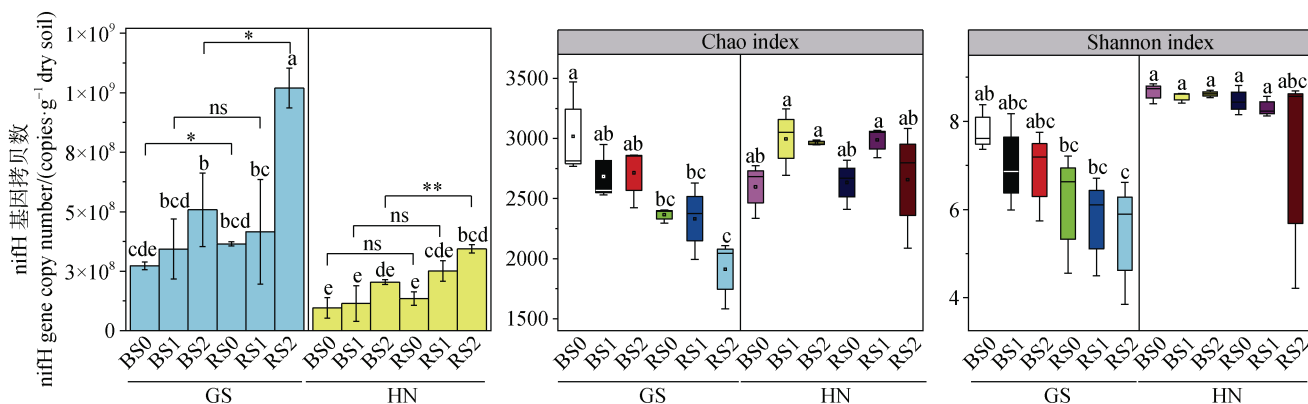 nifH 基因拷贝数
nifH gene copy number/(copies·g⁻¹ dry soil)
1×10⁹
1×10⁹
8×10⁸
5×10⁸
3×10⁸
0
*
ns
*
**
ns
ns
cde
bcd
b
bcd
bcd
a
e
e
de
e
cde
bcd
BS0 BS1 BS2 RS0 RS1 RS2 BS0 BS1 BS2 RS0 RS1 RS2
GS HN
Chao index
3500
3000
2500
2000
1500
a
ab
ab
bc
bc
c
ab
a
a
ab
a
ab
BS0 BS1 BS2 RS0 RS1 RS2 BS0 BS1 BS2 RS0 RS1 RS2
GS HN
Shannon index
8
6
4
ab
abc
abc
bc
bc
c
a
a
a
a
a
abc
BS0 BS1 BS2 RS0 RS1 RS2 BS0 BS1 BS2 RS0 RS1 RS2
GS HN